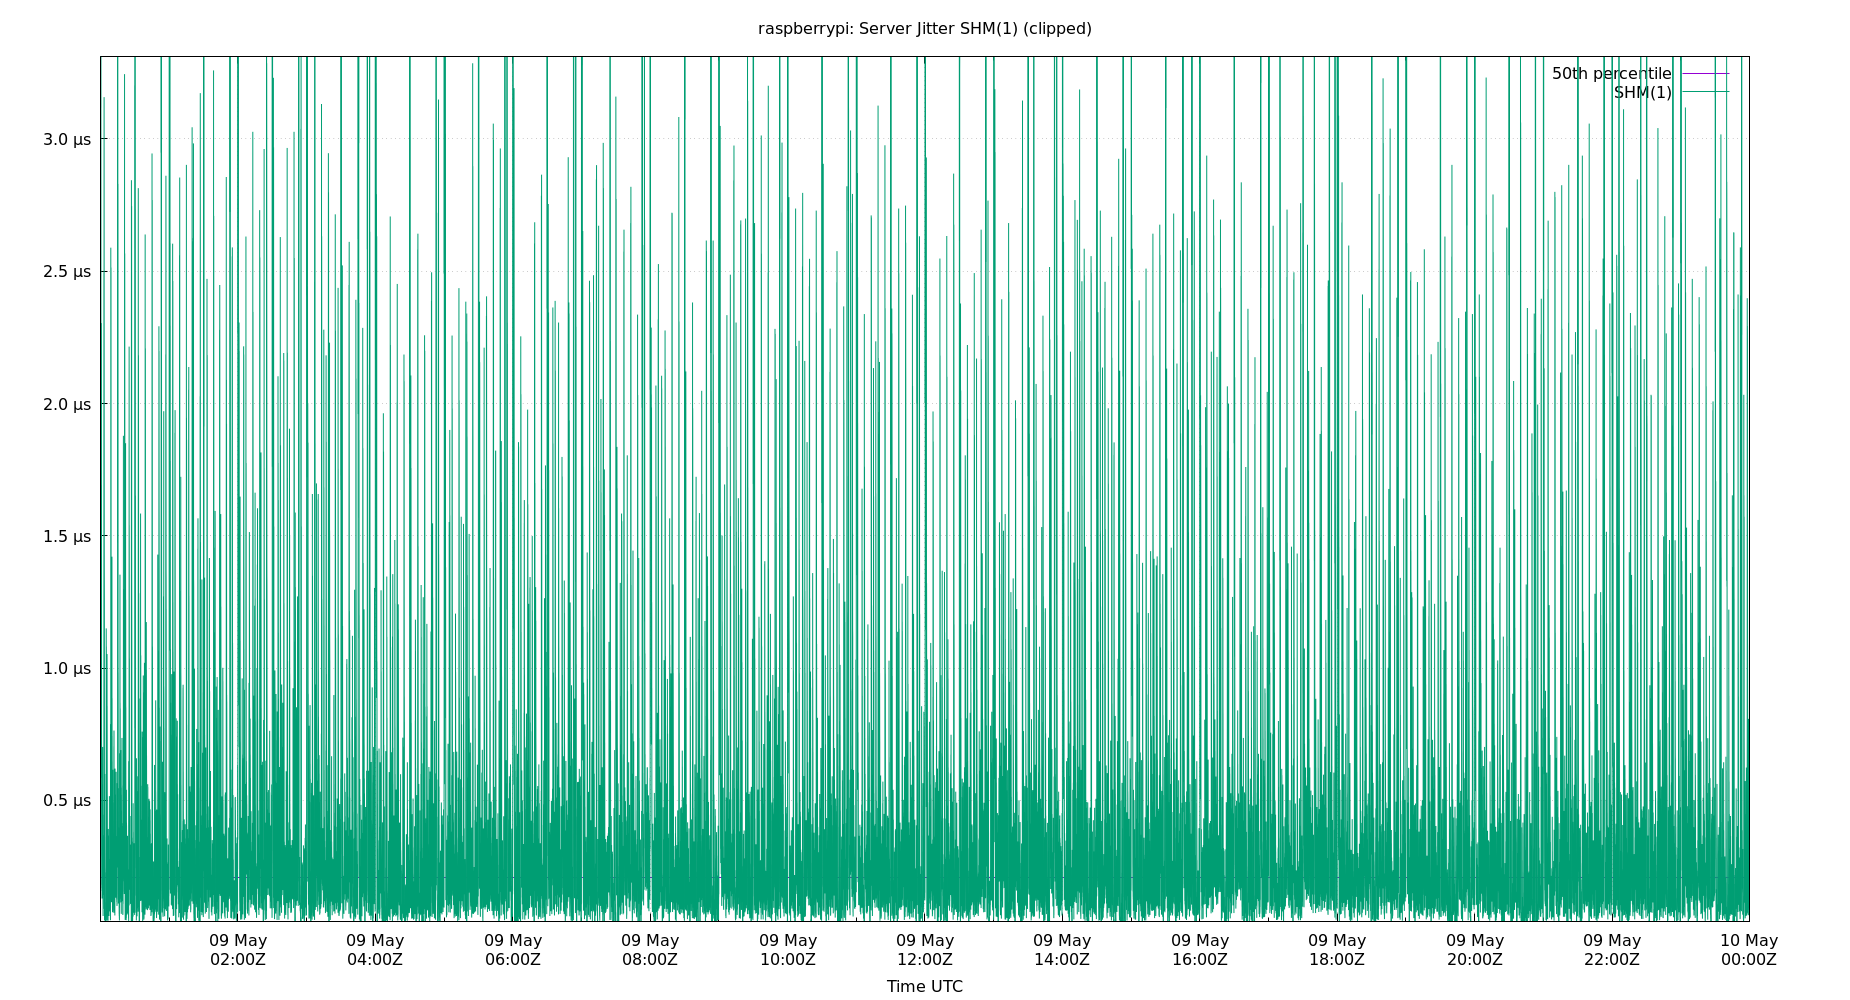 raspberrypi: Server Jitter SHM(1) (clipped)
50th percentile
SHM(1)
3.0 µs
2.5 µs
2.0 µs
1.5 µs
1.0 µs
0.5 µs
09 May 09 May 09 May 09 May 09 May 09 May 09 May 09 May 09 May 09 May 09 May 10 May
02:00Z 04:00Z 06:00Z 08:00Z 10:00Z 12:00Z 14:00Z 16:00Z 18:00Z 20:00Z 22:00Z 00:00Z
Time UTC